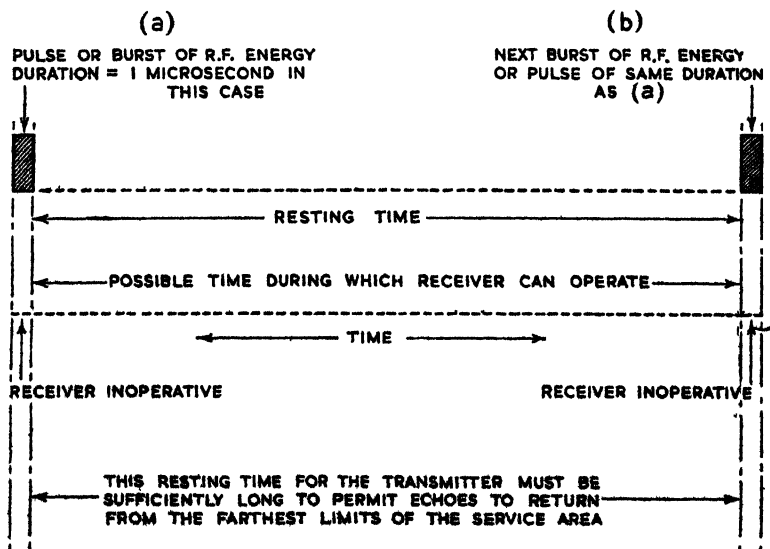 (a)
PULSE OR BURST OF R.F. ENERGY
DURATION = 1 MICROSECOND IN
THIS CASE
(b)
NEXT BURST OF R.F. ENERGY
OR PULSE OF SAME DURATION
AS (a)
RESTING TIME
POSSIBLE TIME DURING WHICH RECEIVER CAN OPERATE
TIME
RECEIVER INOPERATIVE
RECEIVER INOPERATIVE
THIS RESTING TIME FOR THE TRANSMITTER MUST BE
SUFFICIENTLY LONG TO PERMIT ECHOES TO RETURN
FROM THE FARTHEST LIMITS OF THE SERVICE AREA